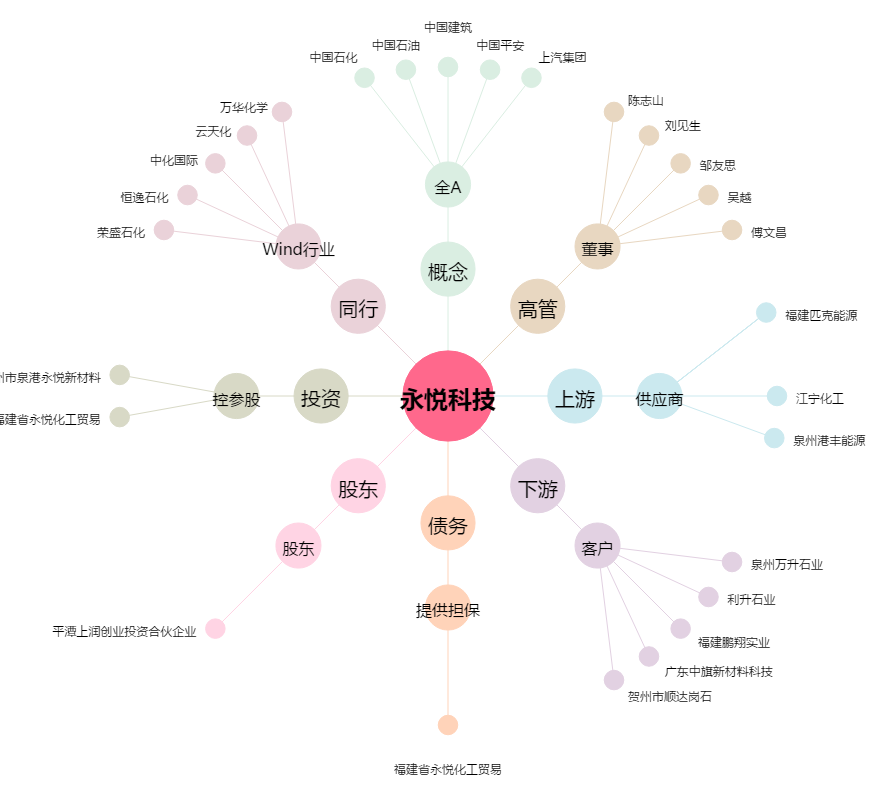 中国建筑
中国石油
中国平安
中国石化
上汽集团
万华化学
陈志山
云天化
刘见生
中化国际
邹友思
全A
恒逸石化
吴越
荣盛石化
傅文昌
Wind行业
董事
概念
同行
高管
福建匹克能源
州市泉港永悦新材料
控参股
投资
永悦科技
上游
供应商
江宁化工
福建省永悦化工贸易
泉州港丰能源
股东
下游
债务
股东
客户
泉州万升石业
利升石业
提供担保
平潭上润创业投资合伙企业
福建鹏翔实业
广东中旗新材料科技
贺州市顺达岗石
福建省永悦化工贸易